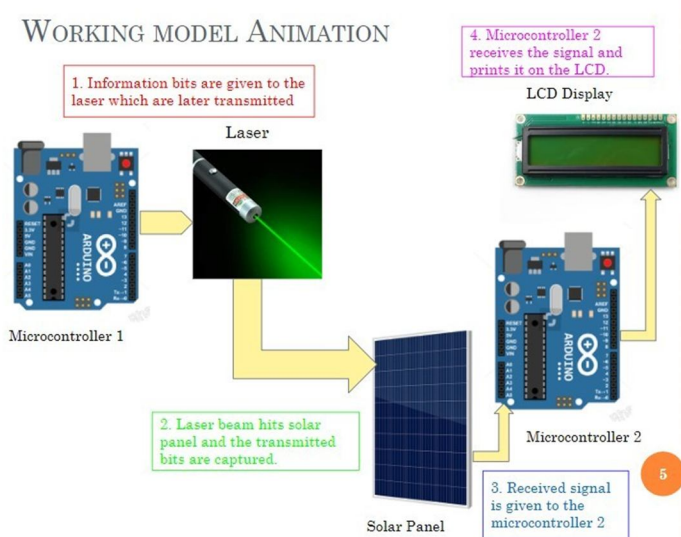 WORKING MODEL ANIMATION
1. Information bits are given to the
laser which are later transmitted
4. Microcontroller 2
receives the signal and
prints it on the LCD.
LCD Display
Laser
ARDUINO
Microcontroller 1
ARDUINO
Microcontroller 2
2. Laser beam hits solar
panel and the transmitted
bits are captured.
Solar Panel
3. Received signal
is given to the
microcontroller 2
5